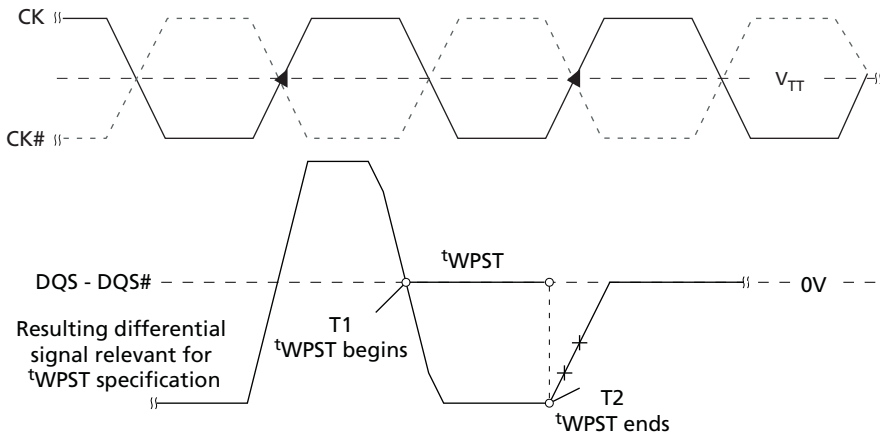 CK
V_TT
CK#
tWPST
DQS - DQS#
0V
T1
tWPST begins
Resulting differential
signal relevant for
tWPST specification
T2
tWPST ends